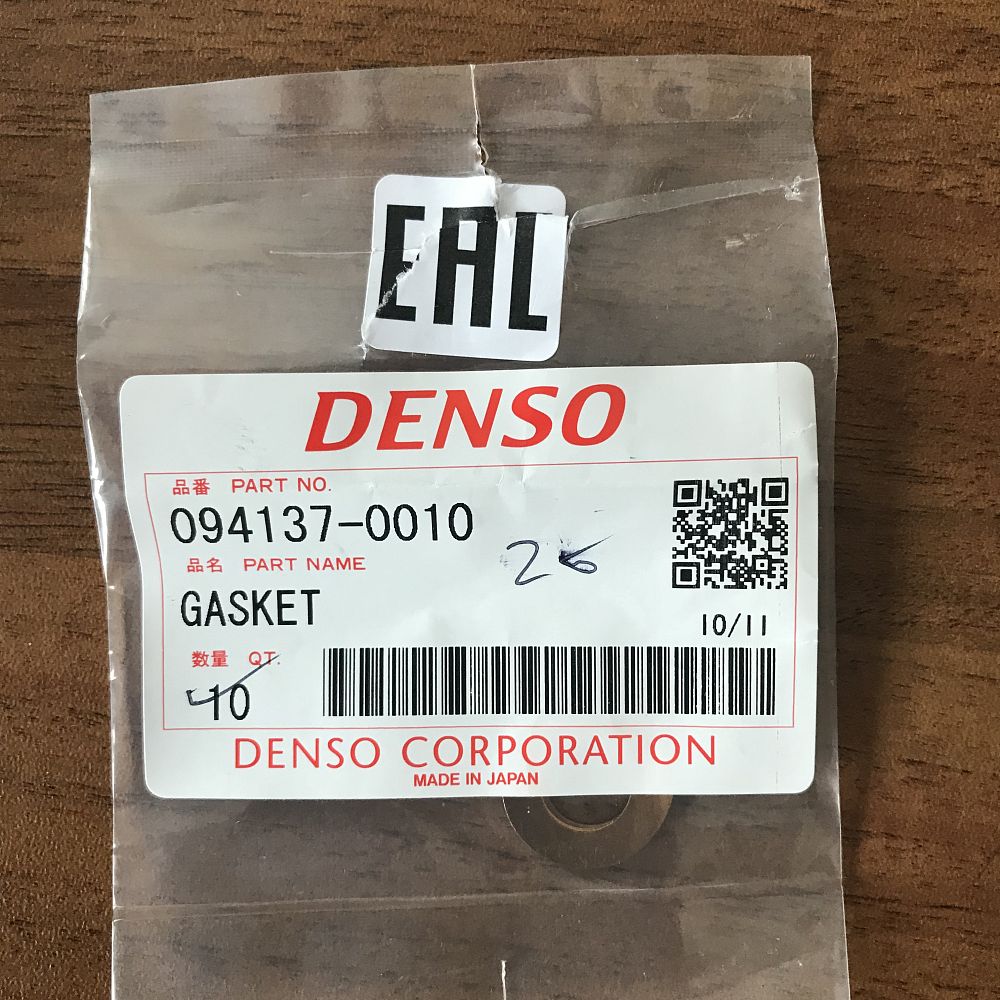 EAC
DENSO
品番 PART NO.
094137-0010
26
品名 PART NAME
GASKET
10/11
数量 QT.
10
DENSO CORPORATION
MADE IN JAPAN